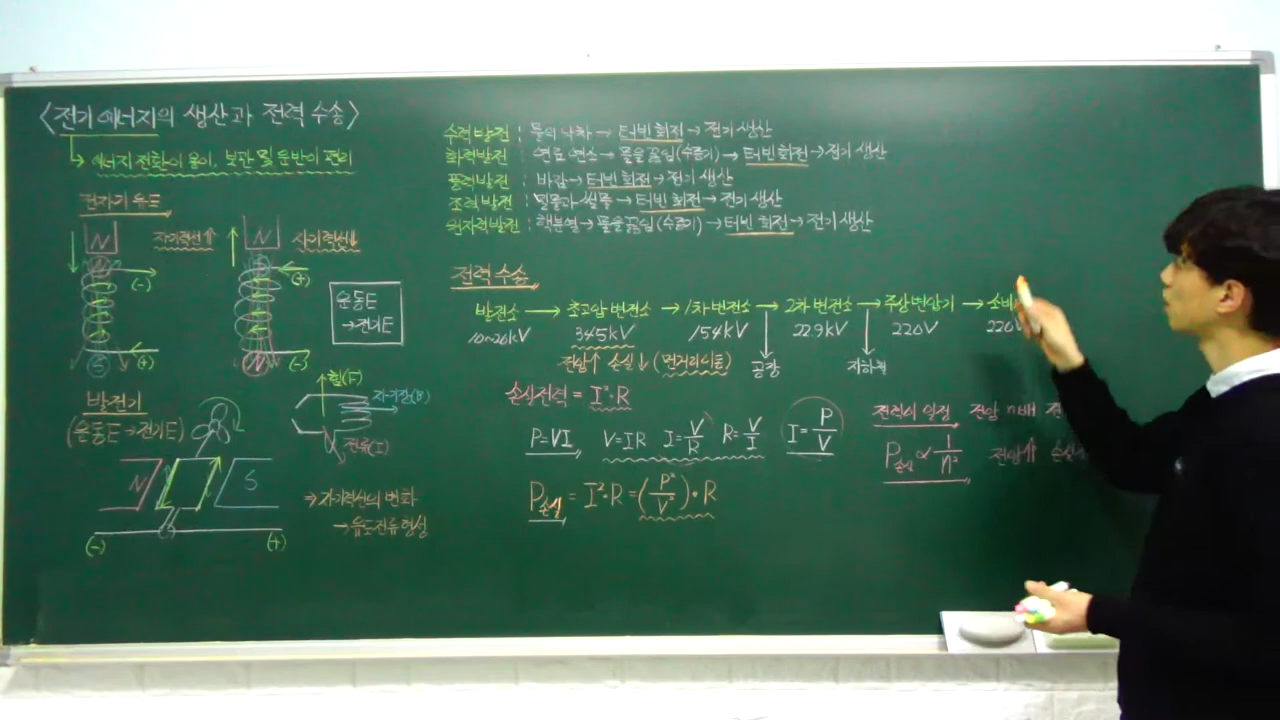 <전기에너지의 생산과 전력 수송>
↳ 에너지 전환이 용이, 보관 및 운반이 편리
전자기 유도
N 자기력선↑
(-)
S (+)
N 자기력선↓
(+)
N (-)
운동E
→전기E
발전기
(운동E→전기E)
N S
(-) (+)
힘(F)
자기장(B)
전류(I)
⇒ 자기력선의 변화
→ 유도전류 형성
수력발전 : 물의 낙차 → 터빈 회전 → 전기 생산
화력발전 : 연료 연소 → 물을 끓임(수증기) → 터빈 회전 → 전기 생산
풍력발전 : 바람 → 터빈 회전 → 전기 생산
조력발전 : 밀물과 썰물 → 터빈 회전 → 전기 생산
원자력발전 : 핵분열 → 물을 끓임(수증기) → 터빈 회전 → 전기 생산
전력 수송
발전소 → 초고압 변전소 → 1차 변전소 → 2차 변전소 → 주상변압기 → 소비
10~20kV 345kV 154kV 22.9kV 220V 220V
전압↑ 손실↓ (먼거리이동) 공장 지하철
손실전력 = I²·R
P=VI V=IR I=V/R R=V/I I=P/V
P손실 = I²·R = (P²/V²)·R
전력이 일정 전압 n배
P손실 ∝ 1/n² 전압↑ 손실